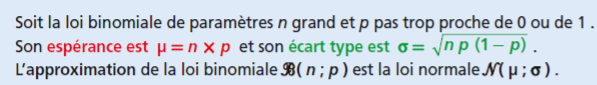 Soit la loi binomiale de paramètres n grand et p pas trop proche de 0 ou de 1 .
Son espérance est μ = n × p et son écart type est σ = √np (1 − p) .
L’approximation de la loi binomiale ℬ( n ; p ) est la loi normale 𝒩( μ ; σ ) .